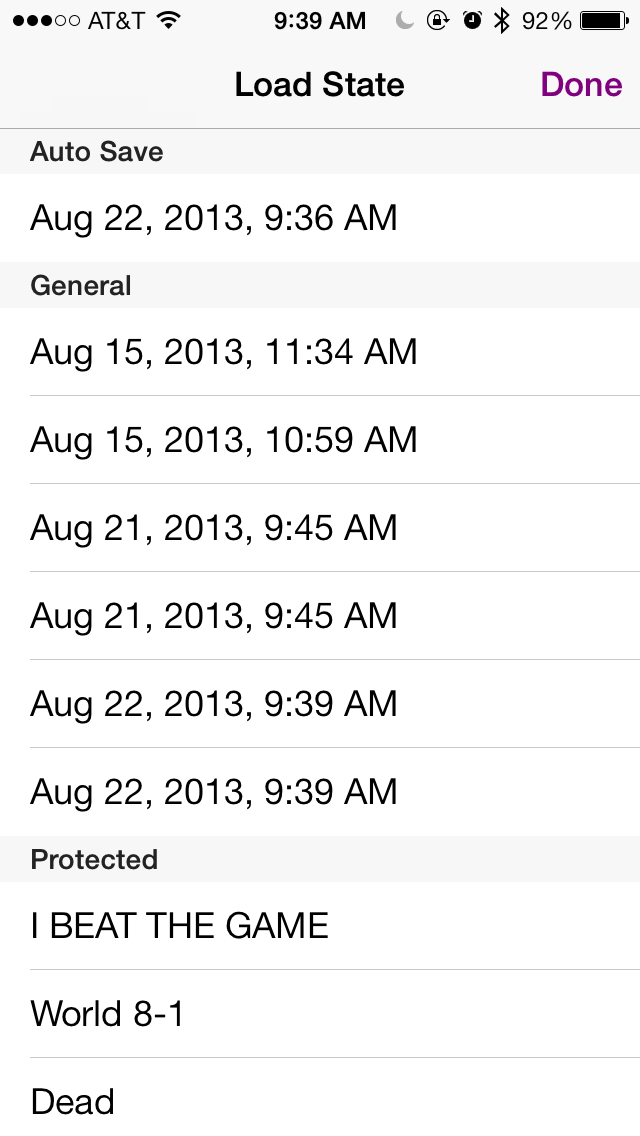 AT&T 9:39 AM 92%
Load State Done
Auto Save
Aug 22, 2013, 9:36 AM
General
Aug 15, 2013, 11:34 AM
Aug 15, 2013, 10:59 AM
Aug 21, 2013, 9:45 AM
Aug 21, 2013, 9:45 AM
Aug 22, 2013, 9:39 AM
Aug 22, 2013, 9:39 AM
Protected
I BEAT THE GAME
World 8-1
Dead